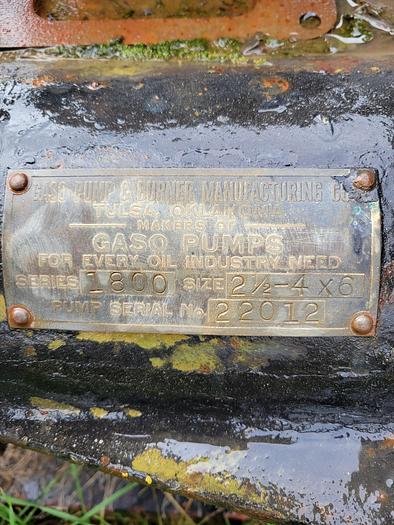 GASO PUMP & BURNER MANUFACTURING CO.
TULSA, OKLAHOMA
MAKERS OF
GASO PUMPS
FOR EVERY OIL INDUSTRY NEED
SERIES 1800 SIZE 2½-4 X 6
PUMP SERIAL No 22012